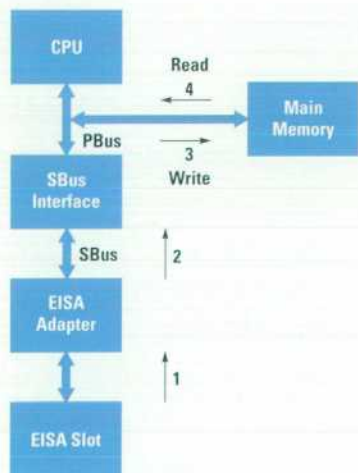 CPU
Read
4
Main
Memory
PBus
3
Write
SBus
Interface
SBus
2
EISA
Adapter
1
EISA Slot